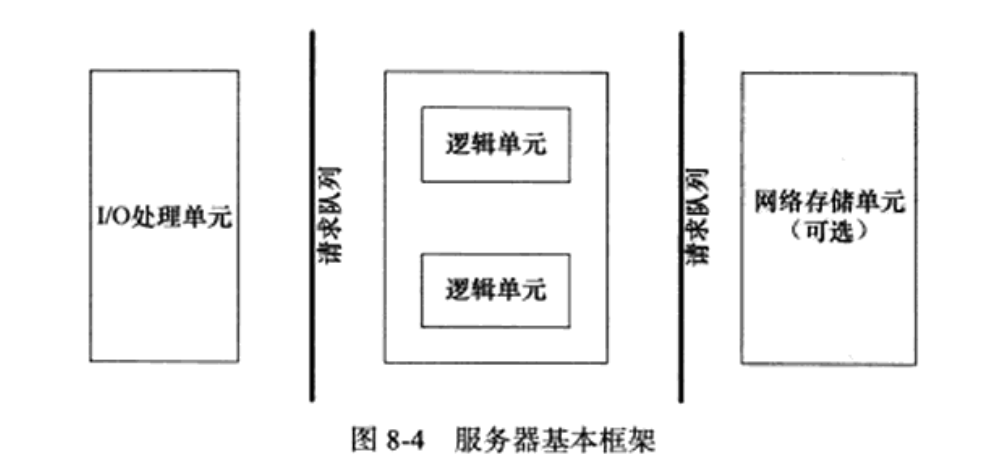 I/O处理单元
请求队列
逻辑单元
逻辑单元
请求队列
网络存储单元
（可选）
图 8-4 服务器基本框架